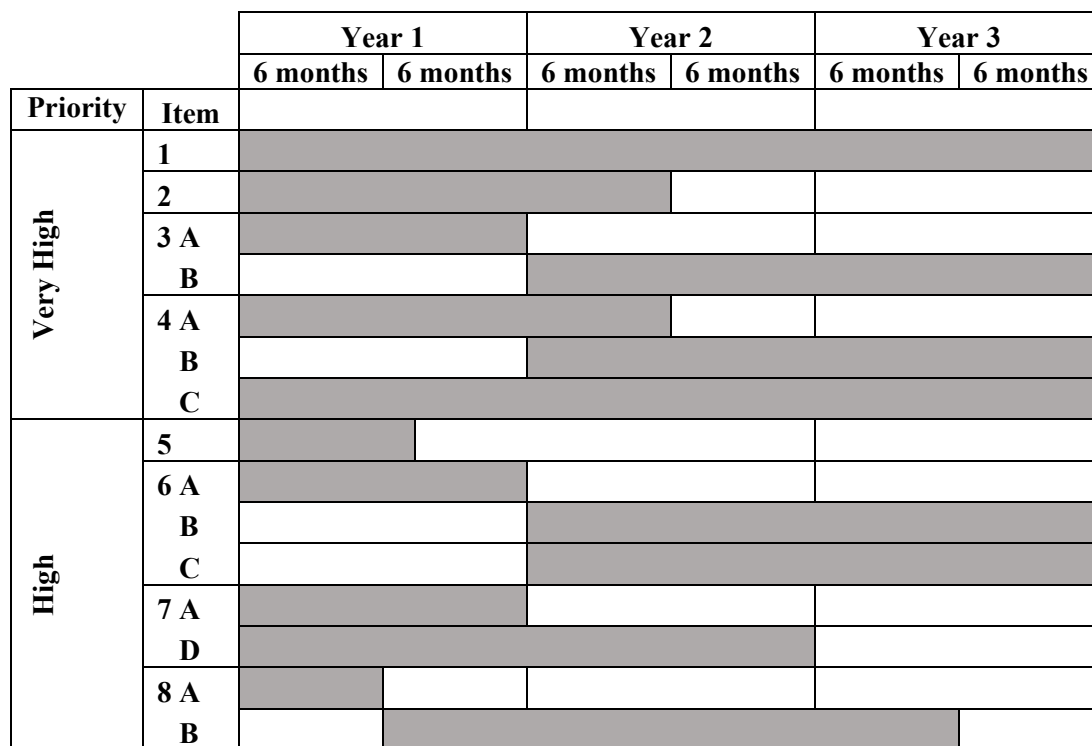 Year 1 Year 2 Year 3
6 months 6 months 6 months 6 months 6 months 6 months
Priority Item
Very High
1
2
3 A
B
4 A
B
C
High
5
6 A
B
C
7 A
D
8 A
B